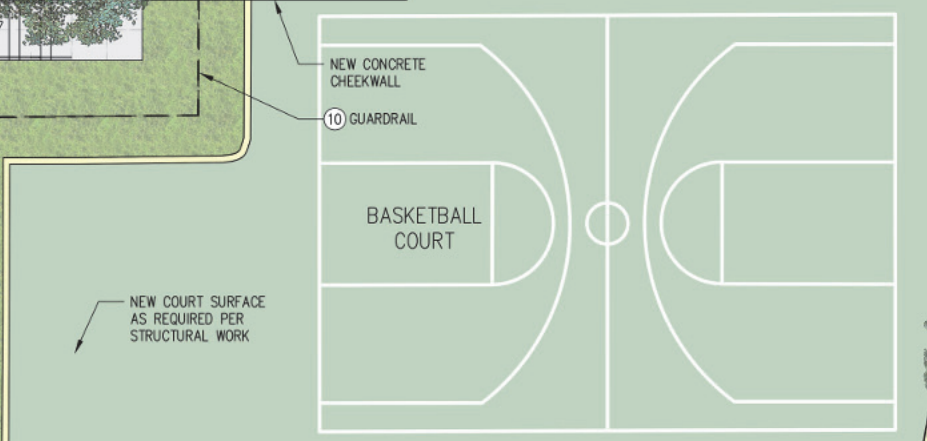 NEW CONCRETE
CHEEKWALL
10 GUARDRAIL
BASKETBALL
COURT
NEW COURT SURFACE
AS REQUIRED PER
STRUCTURAL WORK